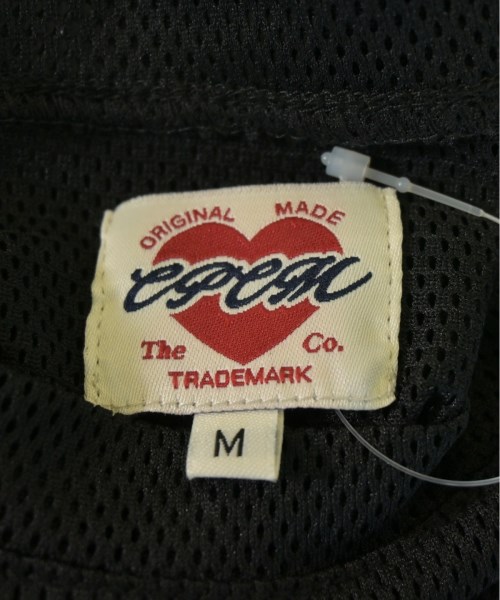 ORIGINAL MADE
CPCM
The Co.
TRADEMARK
M